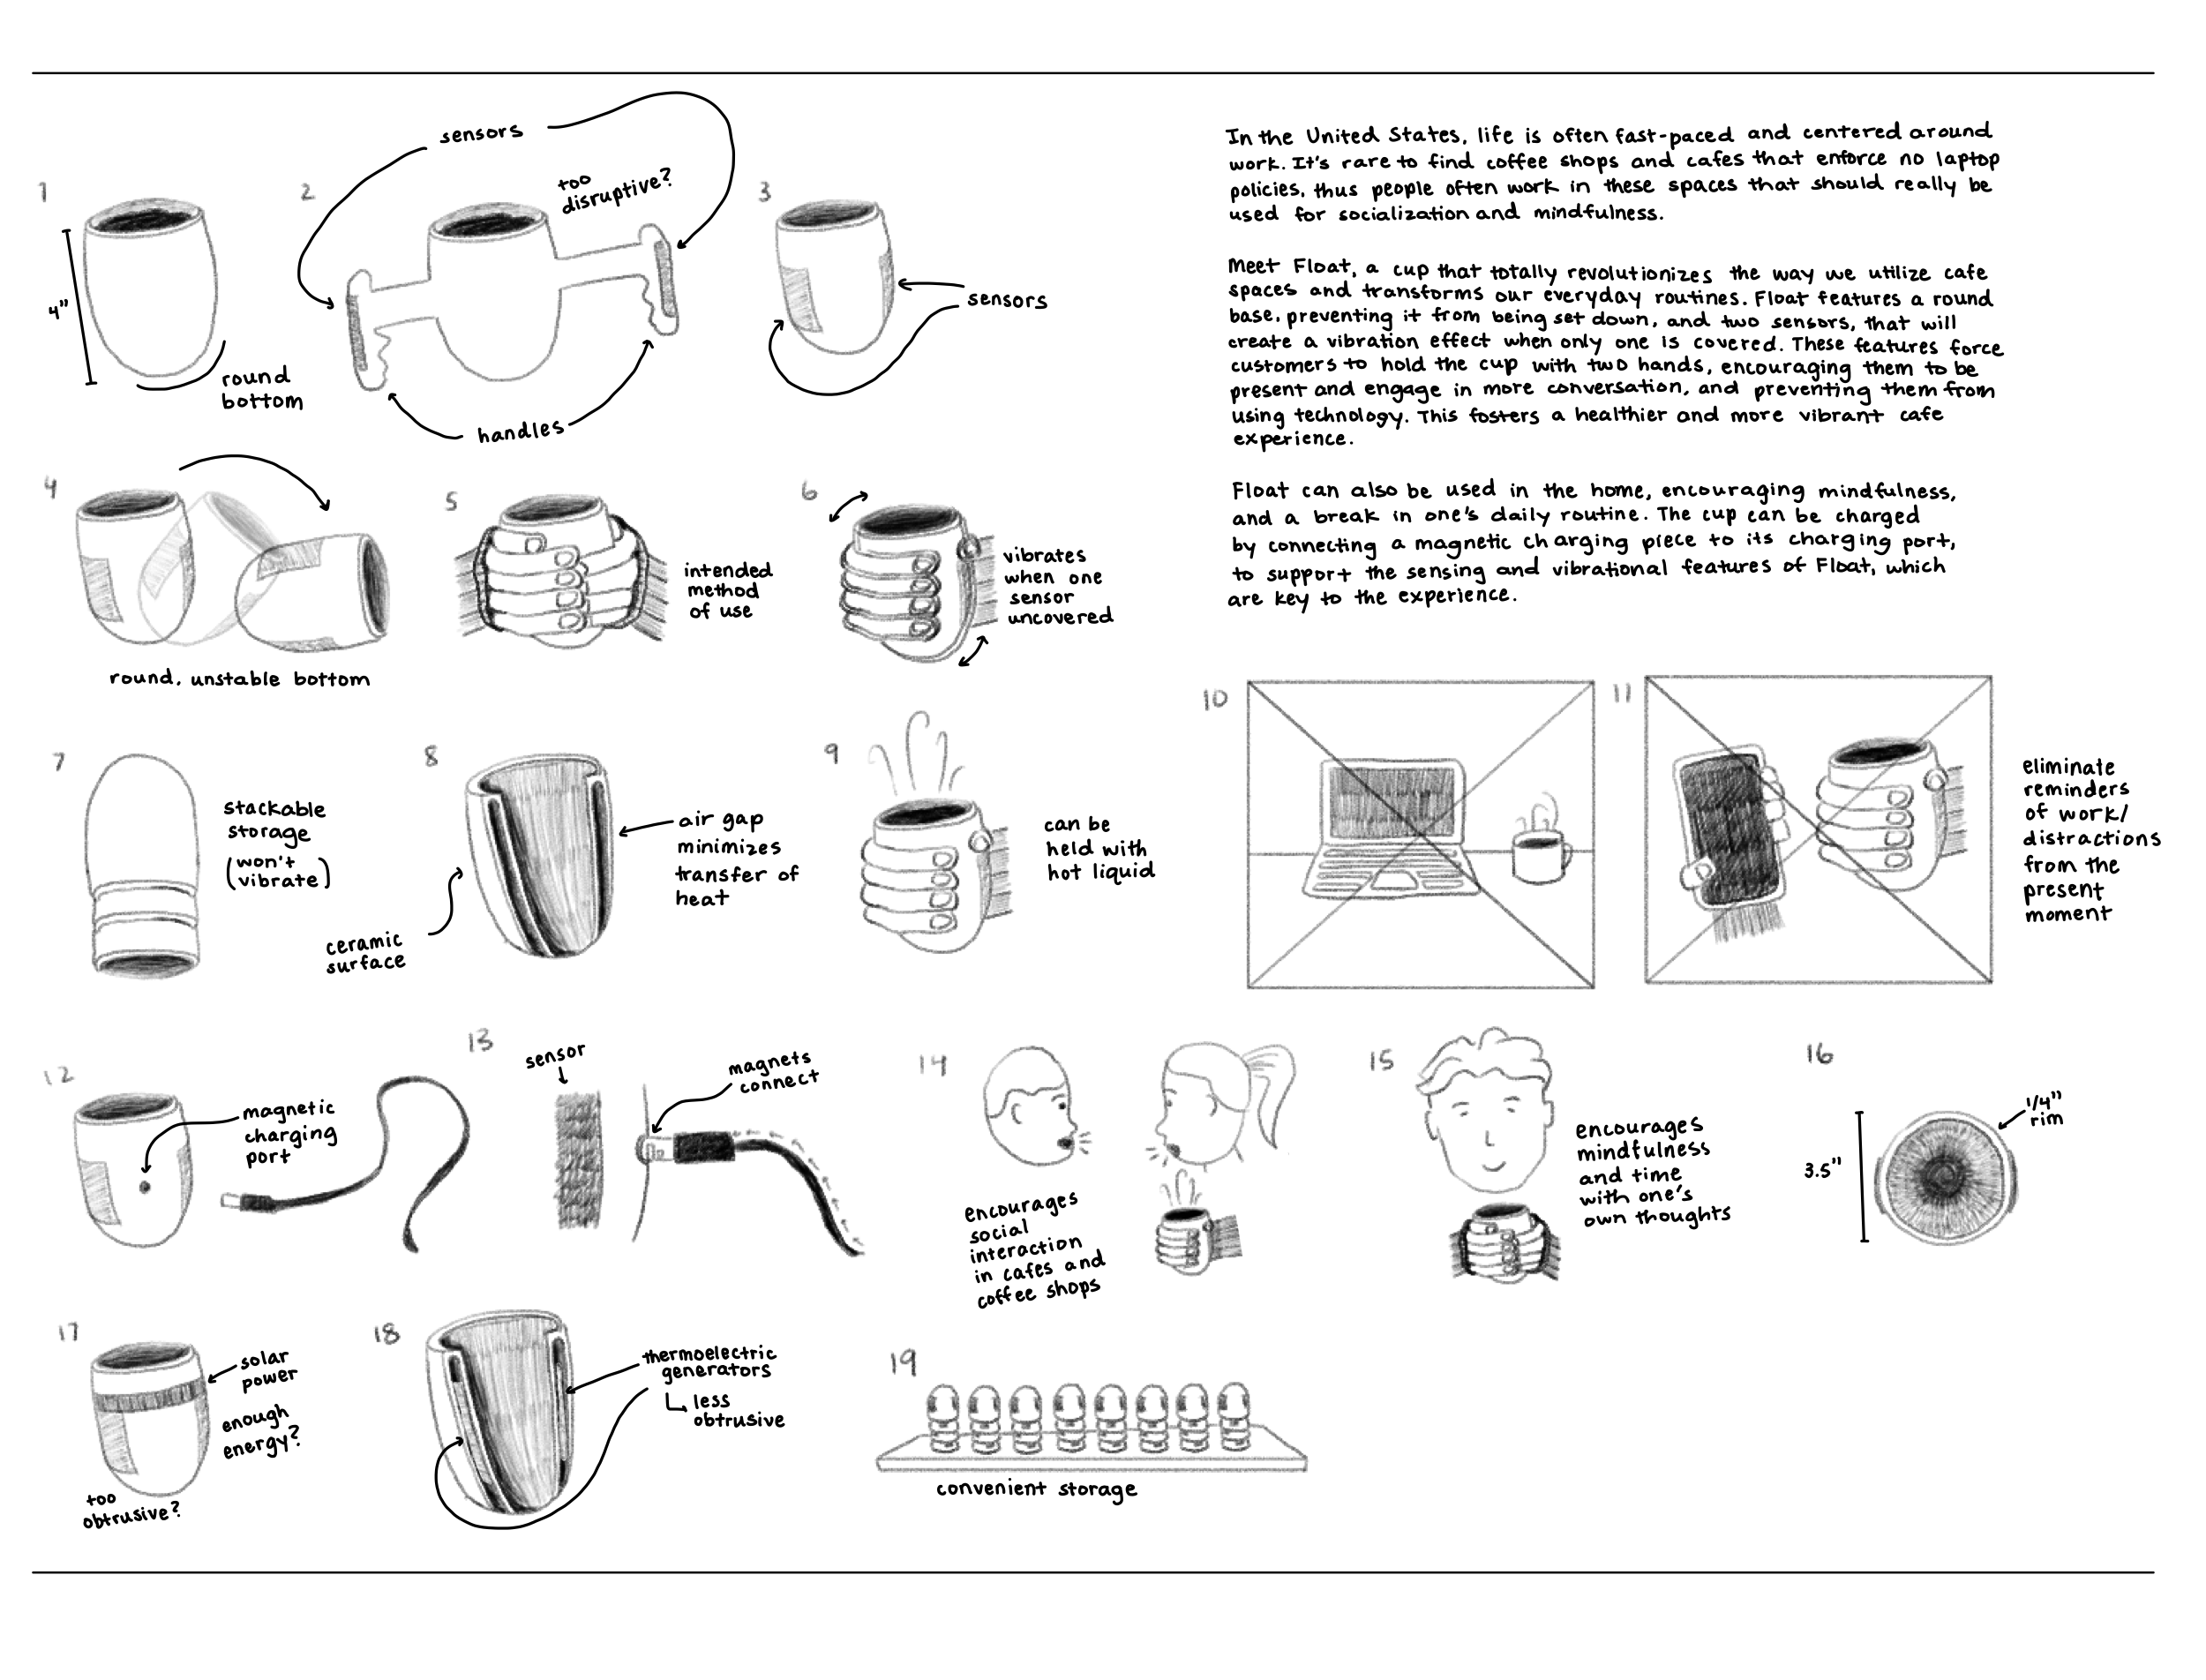 1
4"
round
bottom
2
sensors
too
disruptive?
handles
3
sensors
In the United States, life is often fast-paced and centered around
work. It's rare to find coffee shops and cafes that enforce no laptop
policies, thus people often work in these spaces that should really be
used for socialization and mindfulness.
Meet Float, a cup that totally revolutionizes the way we utilize cafe
spaces and transforms our everyday routines. Float features a round
base, preventing it from being set down, and two sensors, that will
create a vibration effect when only one is covered. These features force
customers to hold the cup with two hands, encouraging them to be
present and engage in more conversation, and preventing them from
using technology. This fosters a healthier and more vibrant cafe
experience.
Float can also be used in the home, encouraging mindfulness,
and a break in one's daily routine. The cup can be charged
by connecting a magnetic charging piece to its charging port,
to support the sensing and vibrational features of Float, which
are key to the experience.
4
round, unstable bottom
5
intended
method
of use
6
vibrates
when one
sensor
uncovered
7
stackable
storage
(won't
vibrate)
8
air gap
minimizes
transfer of
heat
ceramic
surface
9
can be
held with
hot liquid
10
11
eliminate
reminders
of work/
distractions
from the
present
moment
12
magnetic
charging
port
13
sensor
magnets
connect
14
encourages
social
interaction
in cafes and
coffee shops
15
encourages
mindfulness
and time
with one's
own thoughts
16
1/4"
rim
3.5"
17
solar
power
enough
energy?
too
obtrusive?
18
thermoelectric
generators
less
obtrusive
19
convenient storage